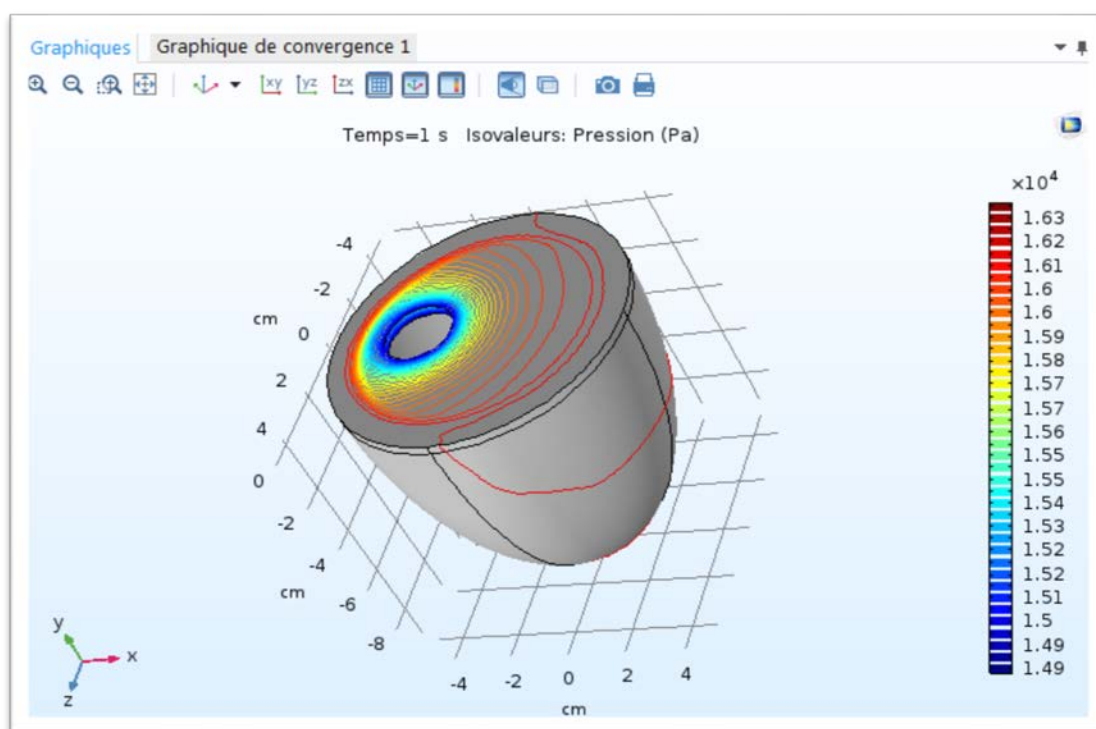 Graphiques Graphique de convergence 1
xy yz zx
Temps=1 s Isovaleurs: Pression (Pa)
×10⁴
1.63
1.62
1.61
1.6
1.6
1.59
1.58
1.57
1.57
1.56
1.55
1.54
1.53
1.52
1.52
1.51
1.5
1.49
1.49
-4
-2
cm 0
2
4
0
-2
-4
cm
-6
-8
-4 -2 0 2 4
cm
y
x
z